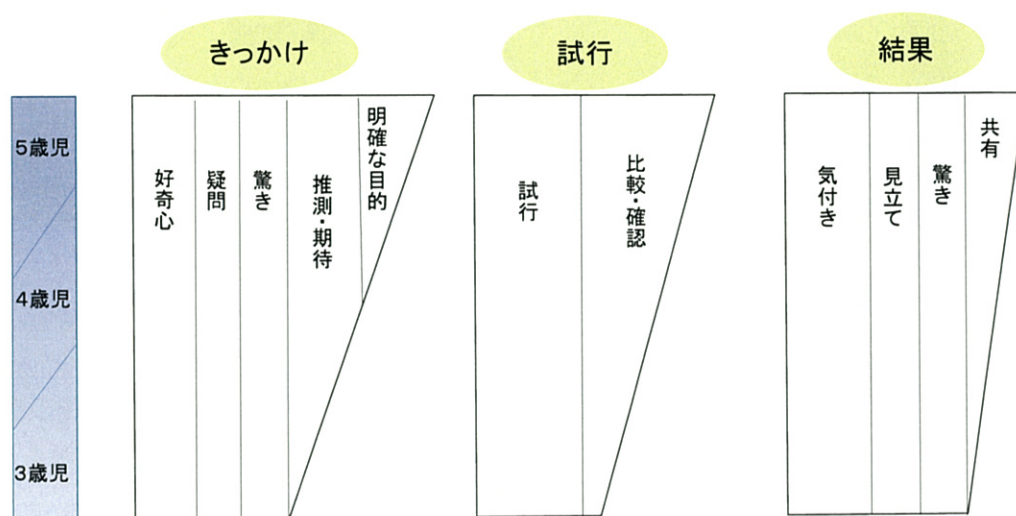 きっかけ
試行
結果
5歳児
4歳児
3歳児
好奇心
疑問
驚き
推測・期待
明確な目的
試行
比較・確認
気付き
見立て
驚き
共有